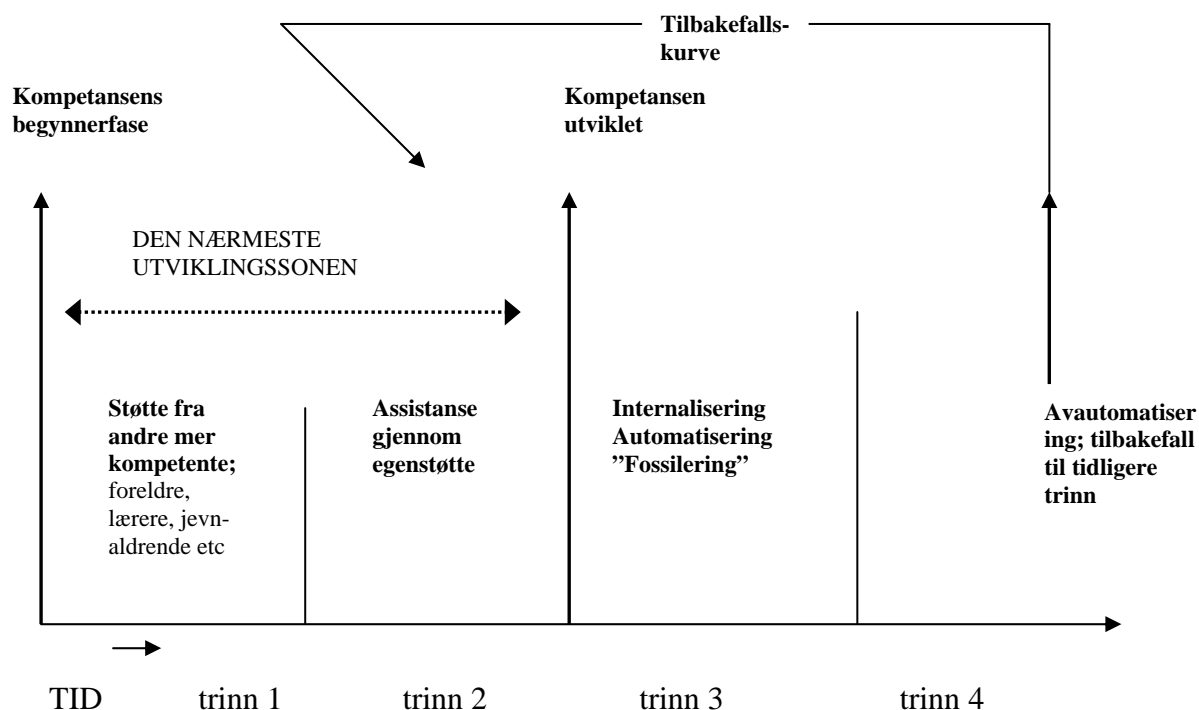 Tilbakefalls-
kurve
Kompetansens
begynnerfase
Kompetansen
utviklet
DEN NÆRMESTE
UTVIKLINGSSONEN
Støtte fra
andre mer
kompetente;
foreldre,
lærere, jevn-
aldrende etc
Assistanse
gjennom
egenstøtte
Internalisering
Automatisering
”Fossilering”
Avautomatiser
ing; tilbakefall
til tidligere
trinn
TID trinn 1 trinn 2 trinn 3 trinn 4